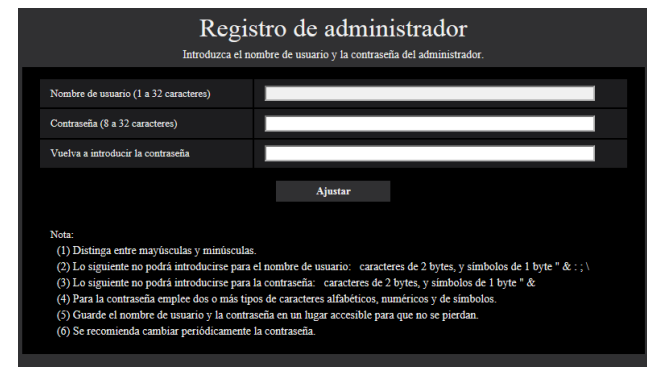 Registro de administrador
Introduzca el nombre de usuario y la contraseña del administrador.
Nombre de usuario (1 a 32 caracteres)
Contraseña (8 a 32 caracteres)
Vuelva a introducir la contraseña
Ajustar
Nota:
(1) Distinga entre mayúsculas y minúsculas.
(2) Lo siguiente no podrá introducirse para el nombre de usuario: caracteres de 2 bytes, y símbolos de 1 byte " & : ; \
(3) Lo siguiente no podrá introducirse para la contraseña: caracteres de 2 bytes, y símbolos de 1 byte " &
(4) Para la contraseña emplee dos o más tipos de caracteres alfabéticos, numéricos y de símbolos.
(5) Guarde el nombre de usuario y la contraseña en un lugar accesible para que no se pierdan.
(6) Se recomienda cambiar periódicamente la contraseña.